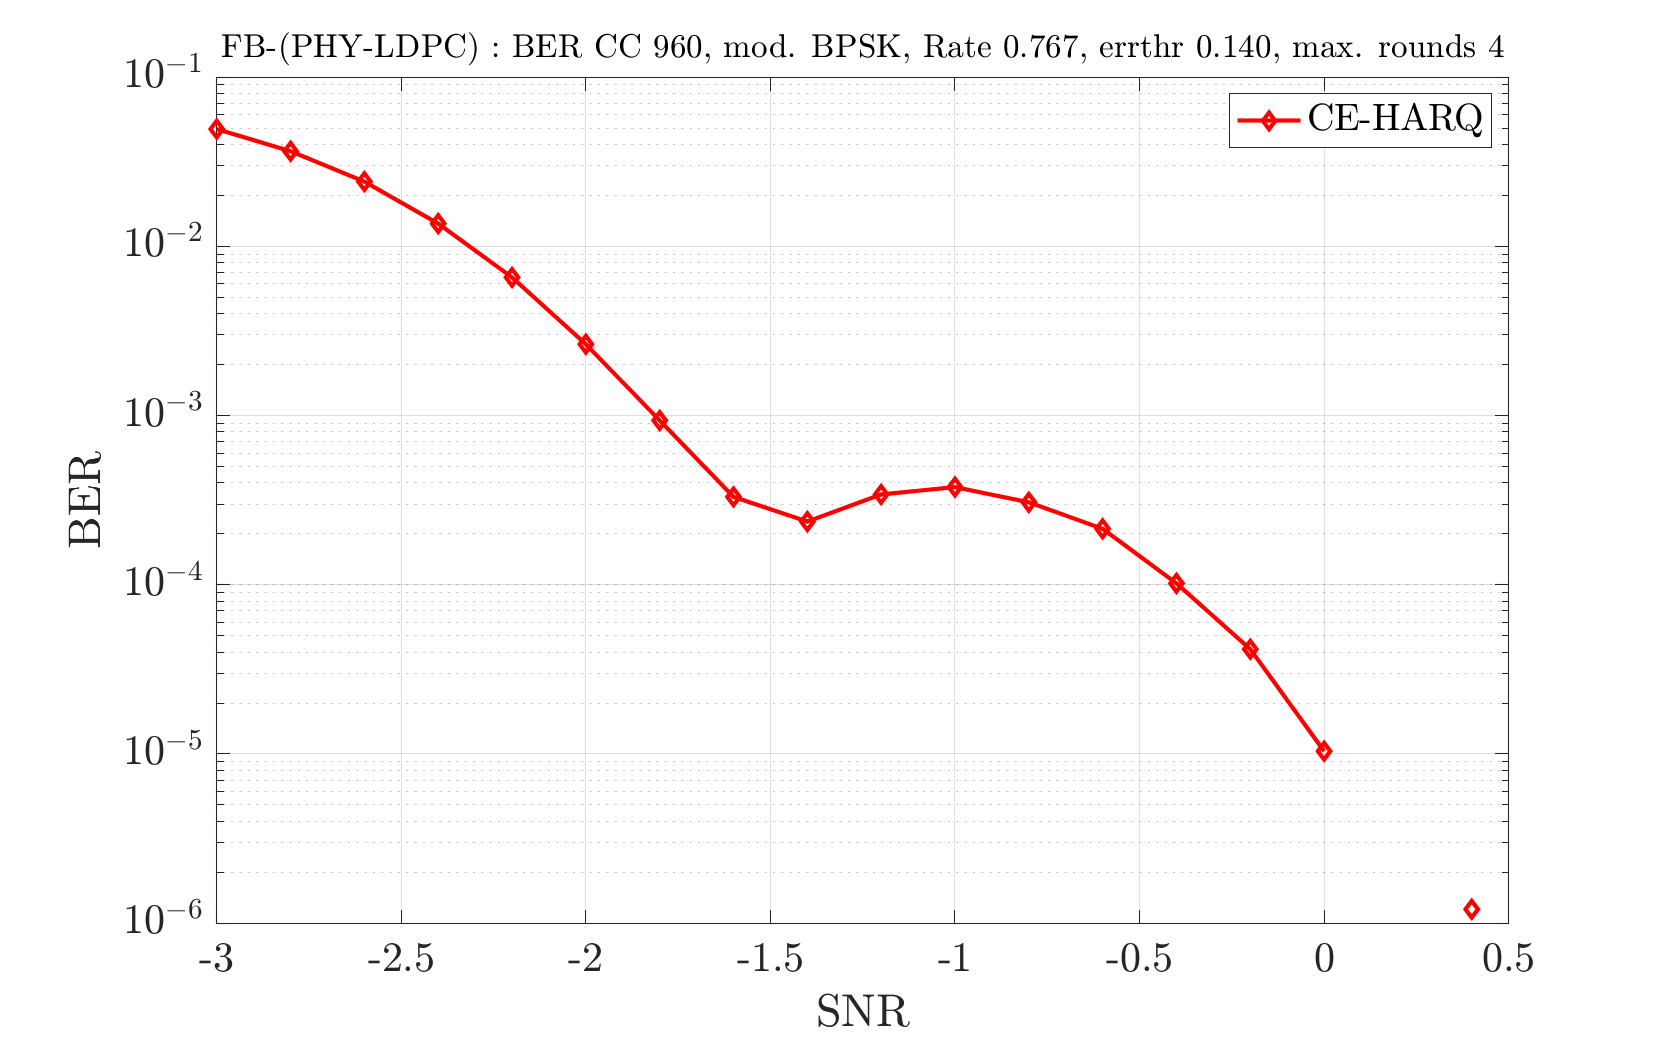 FB-(PHY-LDPC) : BER CC 960, mod. BPSK, Rate 0.767, errthr 0.140, max. rounds 4
CE-HARQ
10⁻¹
10⁻²
10⁻³
10⁻⁴
10⁻⁵
10⁻⁶
BER
-3 -2.5 -2 -1.5 -1 -0.5 0 0.5
SNR